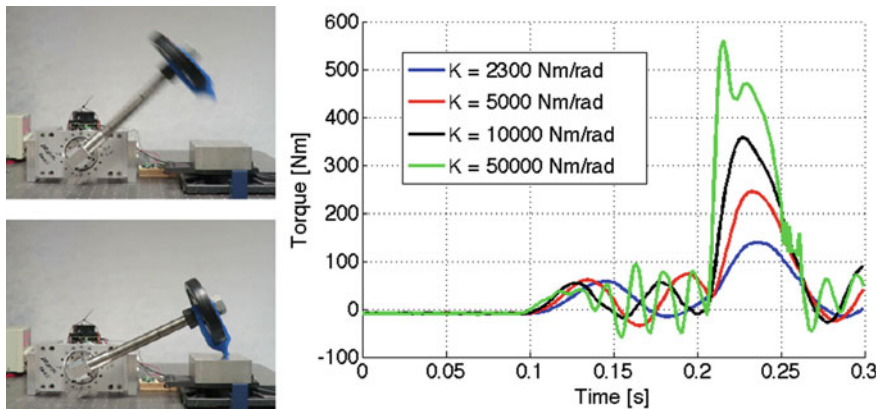 600
500
400
300
200
100
0
-100
Torque [Nm]
K = 2300 Nm/rad
K = 5000 Nm/rad
K = 10000 Nm/rad
K = 50000 Nm/rad
0 0.05 0.1 0.15 0.2 0.25 0.3
Time [s]